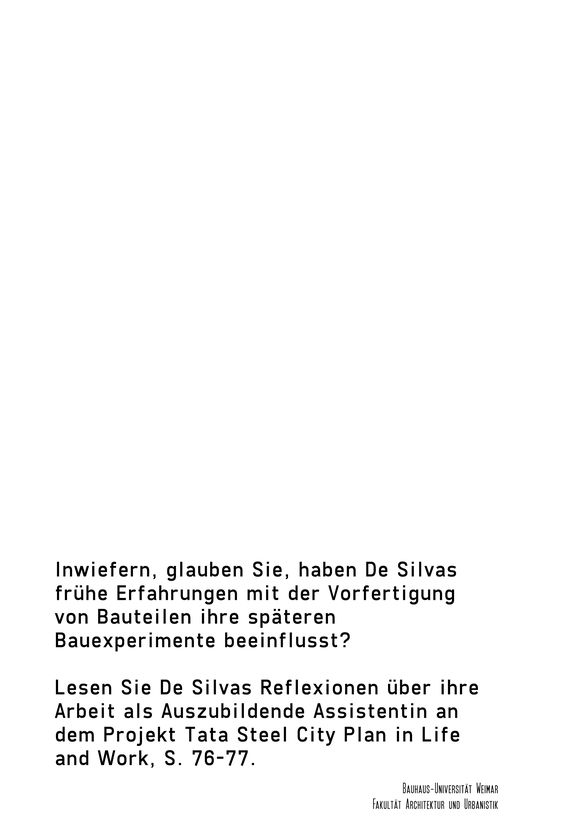 Inwiefern, glauben Sie, haben De Silvas
frühe Erfahrungen mit der Vorfertigung
von Bauteilen ihre späteren
Bauexperimente beeinflusst?
Lesen Sie De Silvas Reflexionen über ihre
Arbeit als Auszubildende Assistentin an
dem Projekt Tata Steel City Plan in Life
and Work, S. 76-77.
Bauhaus-Universität Weimar
Fakultät Architektur und Urbanistik